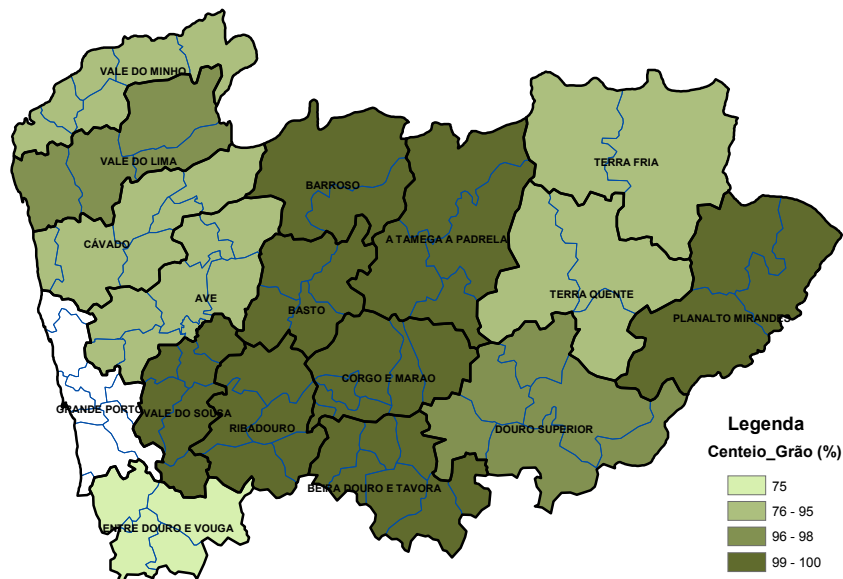 VALE DO MINHO
VALE DO LIMA
TERRA FRIA
BARROSO
CÁVADO
A TAMEGA A PADRELA
AVE
TERRA QUENTE
BASTO
PLANALTO MIRANDES
CORGO E MARAO
GRANDE PORTO
VALE DO SOUSA
RIBADOURO
DOURO SUPERIOR
BEIRA DOURO E TAVORA
ENTRE DOURO E VOUGA
Legenda
Centeio_Grão (%)
75
76 - 95
96 - 98
99 - 100